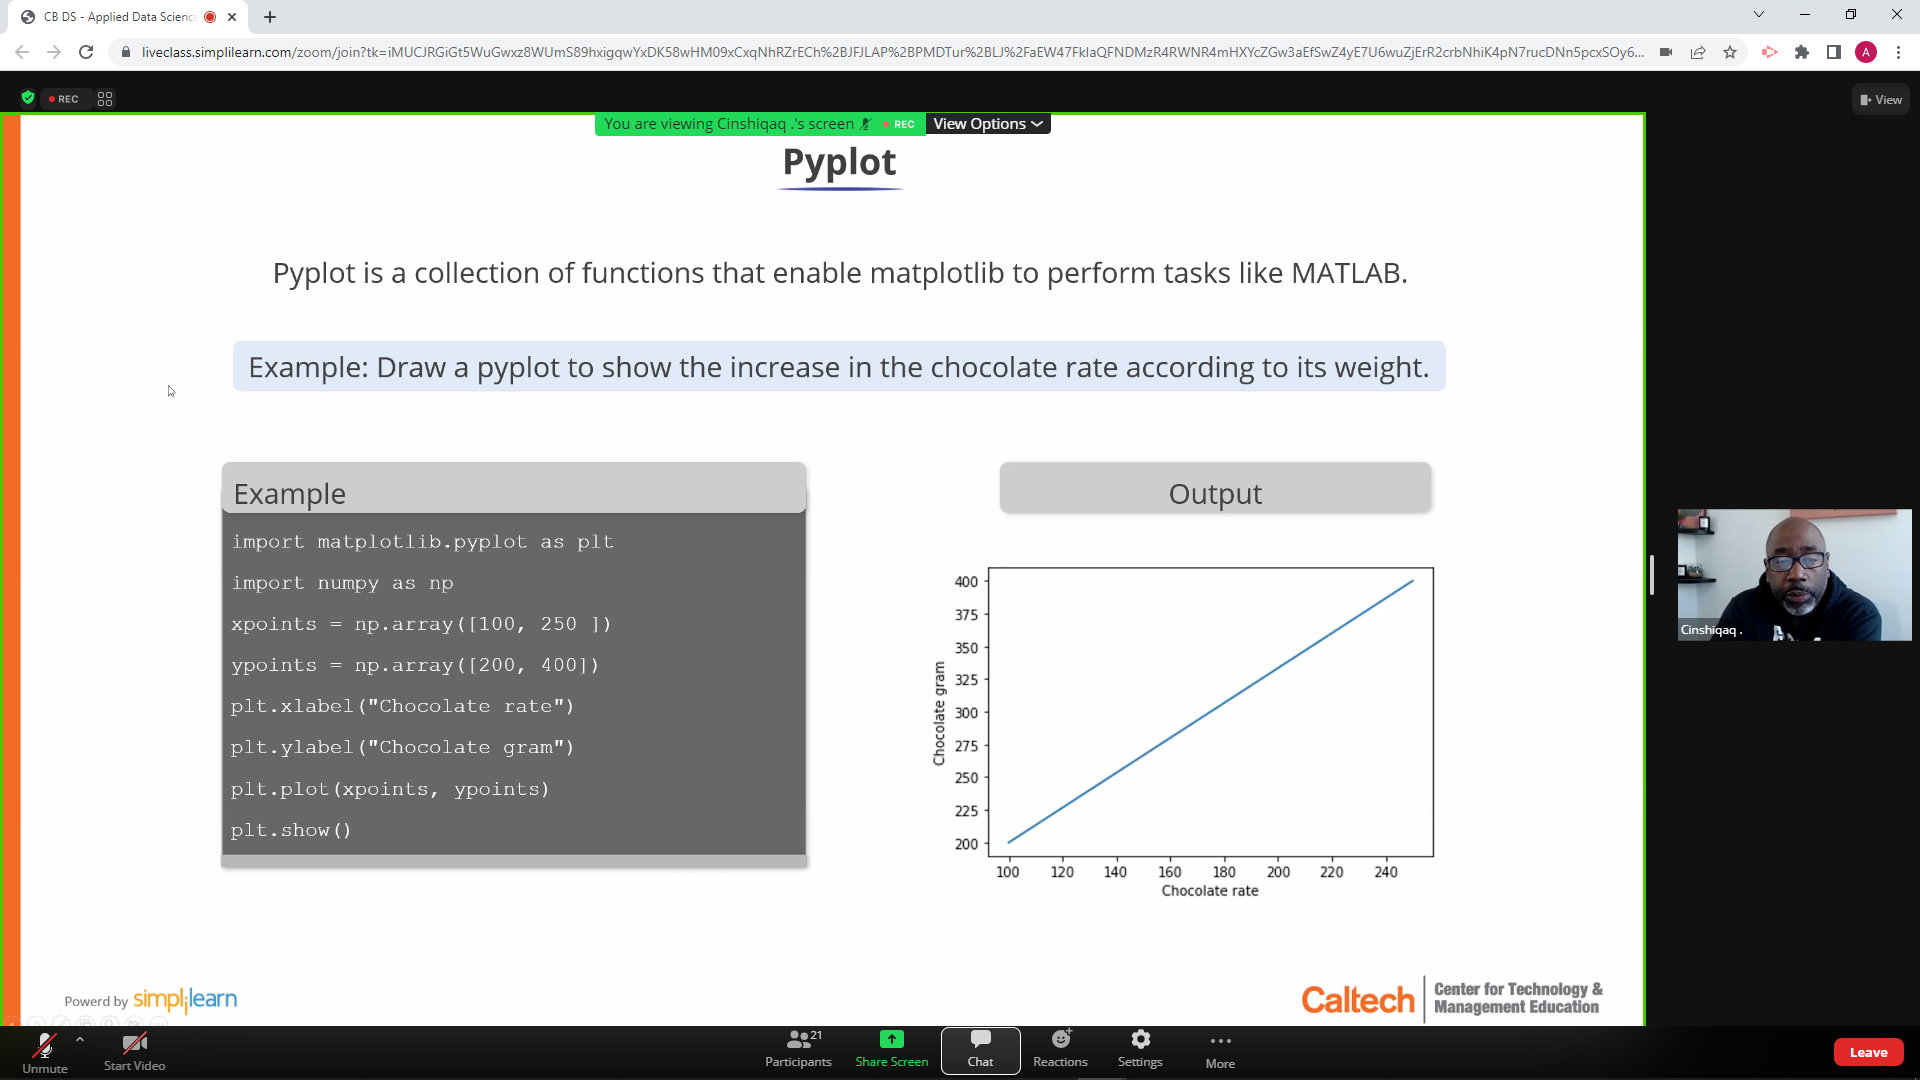 CB DS - Applied Data Scienc
liveclass.simplilearn.com/zoom/join?tk=iMUCJRGiGt5WuGwxz8WUmS89hxigqwYxDK58wHM09xCxqNhRZrECh%2BJFJLAP%2BPMDTur%2BLJ%2FaEW47FklaQFNDMzR4RWNR4mHXYcZGw3aEfSwZ4yE7U6wuZjErR2crbNhiK4pN7rucDNn5pcxSOy6...
A
REC
View
You are viewing Cinshiqaq .'s screen REC View Options
Pyplot
Pyplot is a collection of functions that enable matplotlib to perform tasks like MATLAB.
Example: Draw a pyplot to show the increase in the chocolate rate according to its weight.
Example
import matplotlib.pyplot as plt
import numpy as np
xpoints = np.array([100, 250 ])
ypoints = np.array([200, 400])
plt.xlabel("Chocolate rate")
plt.ylabel("Chocolate gram")
plt.plot(xpoints, ypoints)
plt.show()
Output
400
375
350
325
300
275
250
225
200
Chocolate gram
100 120 140 160 180 200 220 240
Chocolate rate
Cinshiqaq .
Powerd by simplilearn
Caltech
Center for Technology &
Management Education
Unmute
Start Video
21
Participants
Share Screen
Chat
Reactions
Settings
More
Leave